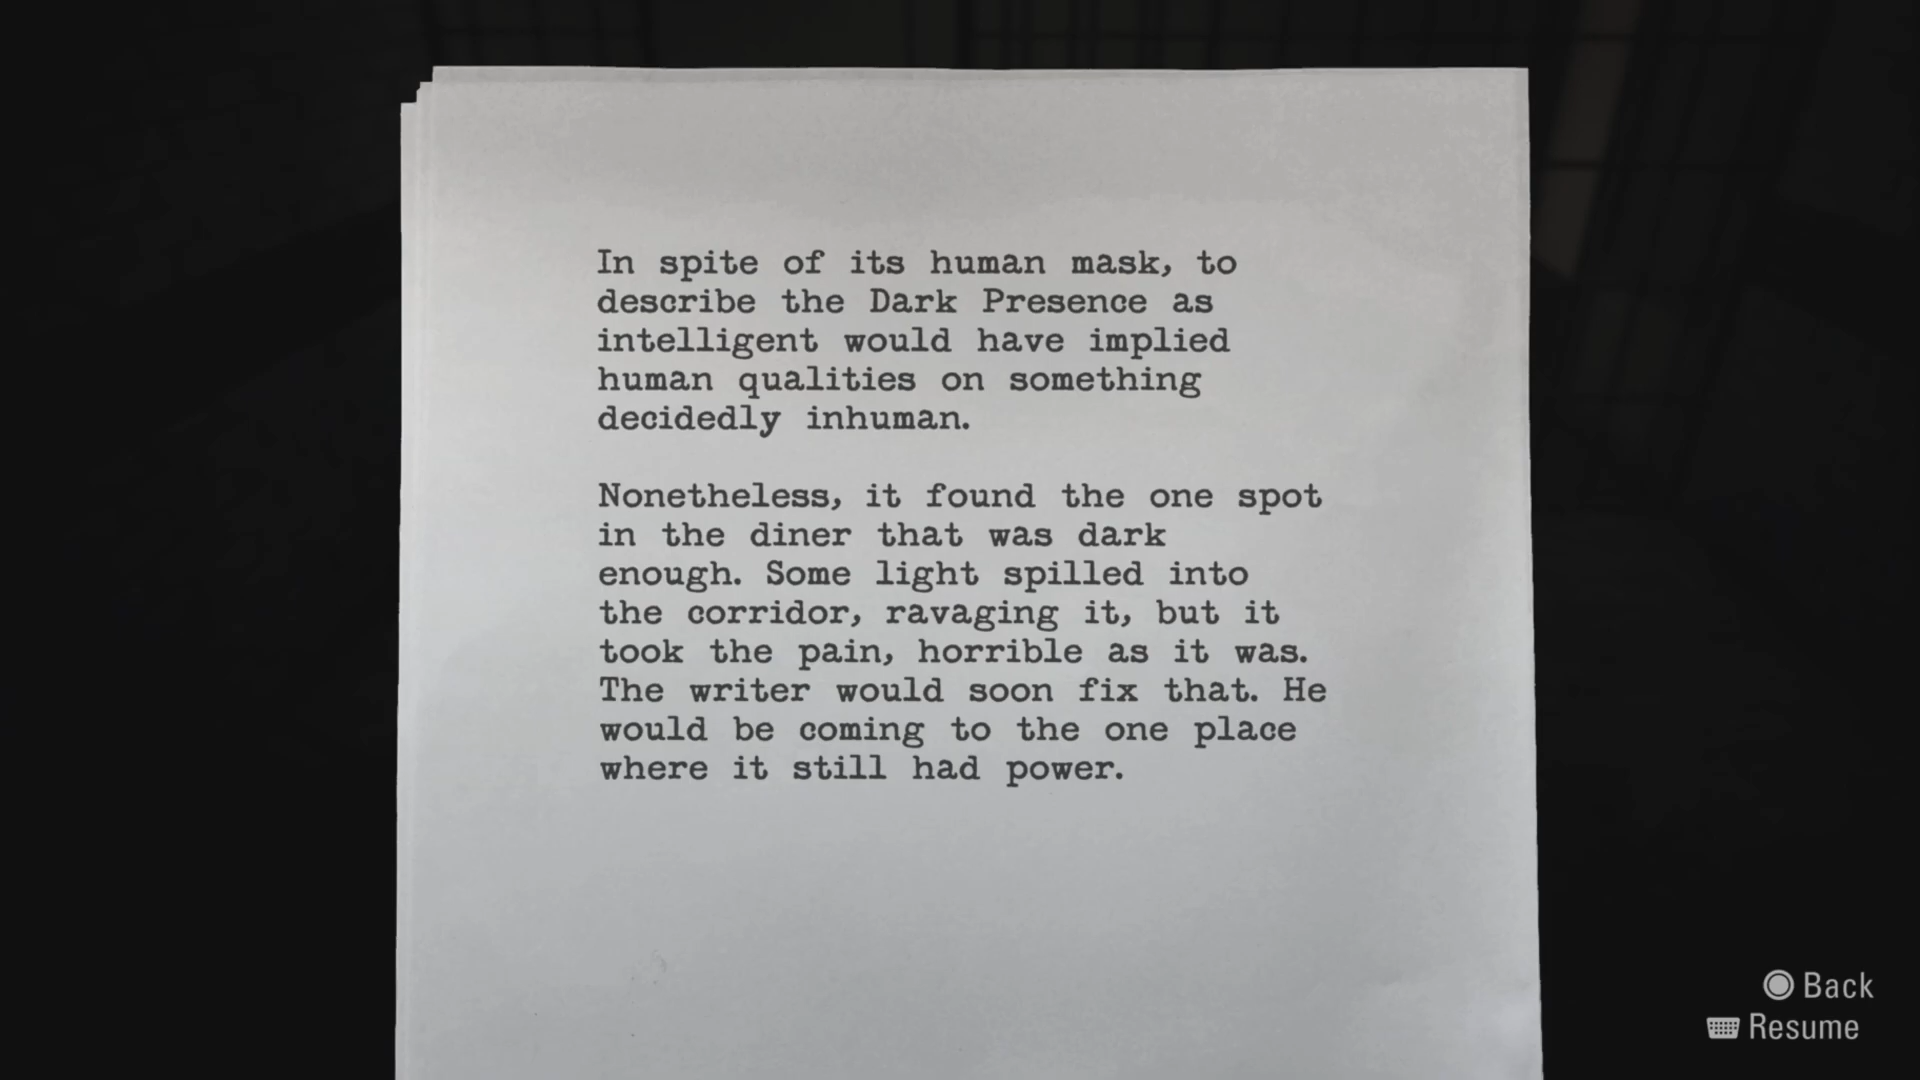 In spite of its human mask, to
describe the Dark Presence as
intelligent would have implied
human qualities on something
decidedly inhuman.
Nonetheless, it found the one spot
in the diner that was dark
enough. Some light spilled into
the corridor, ravaging it, but it
took the pain, horrible as it was.
The writer would soon fix that. He
would be coming to the one place
where it still had power.
Back
Resume